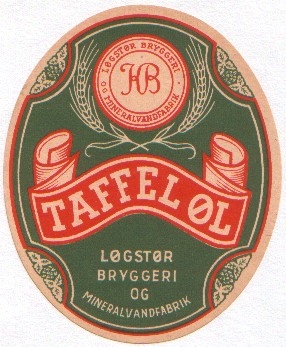 LØGSTØR BRYGGERI
OG MINERALVANDFABRIK
HB
TAFFEL ØL
LØGSTØR
BRYGGERI
OG
MINERALVANDFABRIK